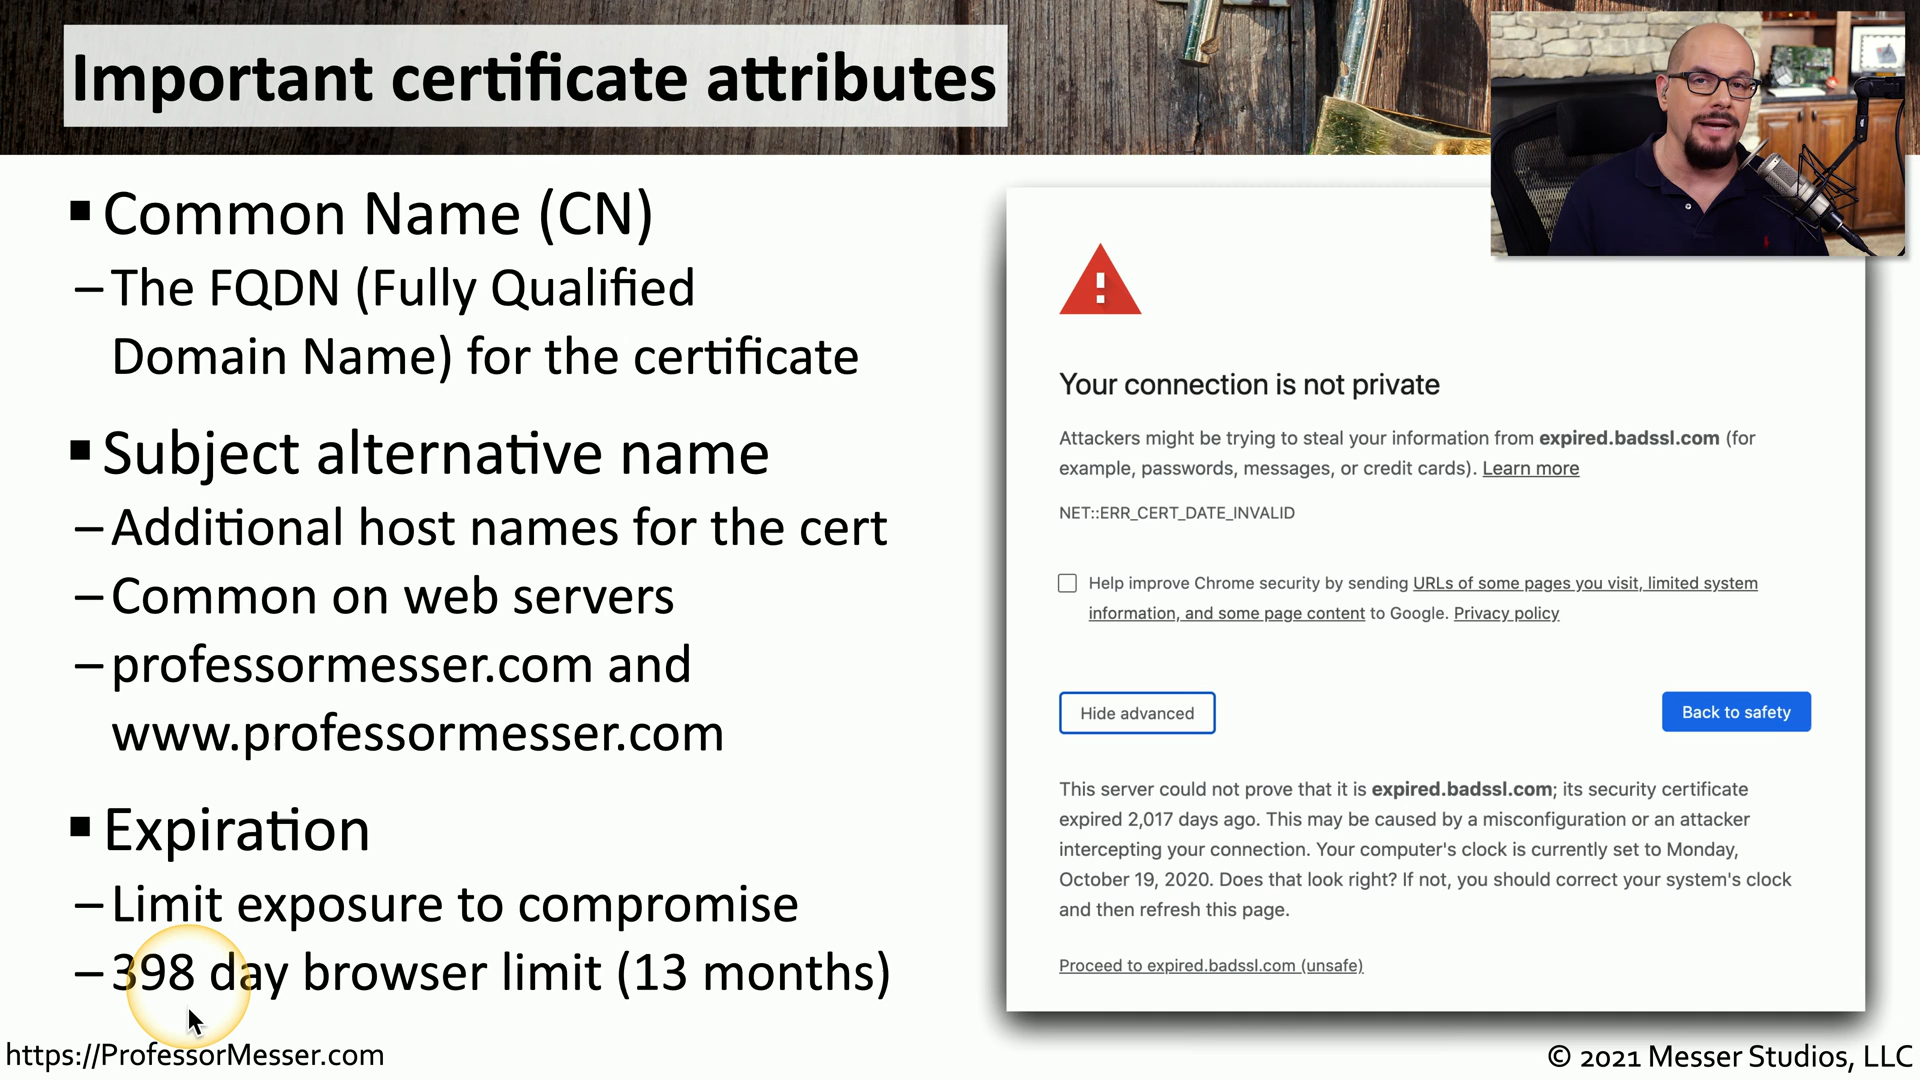 Important certificate attributes
▪ Common Name (CN)
– The FQDN (Fully Qualified
Domain Name) for the certificate
▪ Subject alternative name
– Additional host names for the cert
– Common on web servers
– professormesser.com and
www.professormesser.com
▪ Expiration
– Limit exposure to compromise
– 398 day browser limit (13 months)
Your connection is not private
Attackers might be trying to steal your information from expired.badssl.com (for
example, passwords, messages, or credit cards). Learn more
NET::ERR_CERT_DATE_INVALID
Help improve Chrome security by sending URLs of some pages you visit, limited system
information, and some page content to Google. Privacy policy
Hide advanced
Back to safety
This server could not prove that it is expired.badssl.com; its security certificate
expired 2,017 days ago. This may be caused by a misconfiguration or an attacker
intercepting your connection. Your computer's clock is currently set to Monday,
October 19, 2020. Does that look right? If not, you should correct your system's clock
and then refresh this page.
Proceed to expired.badssl.com (unsafe)
https://ProfessorMesser.com
© 2021 Messer Studios, LLC